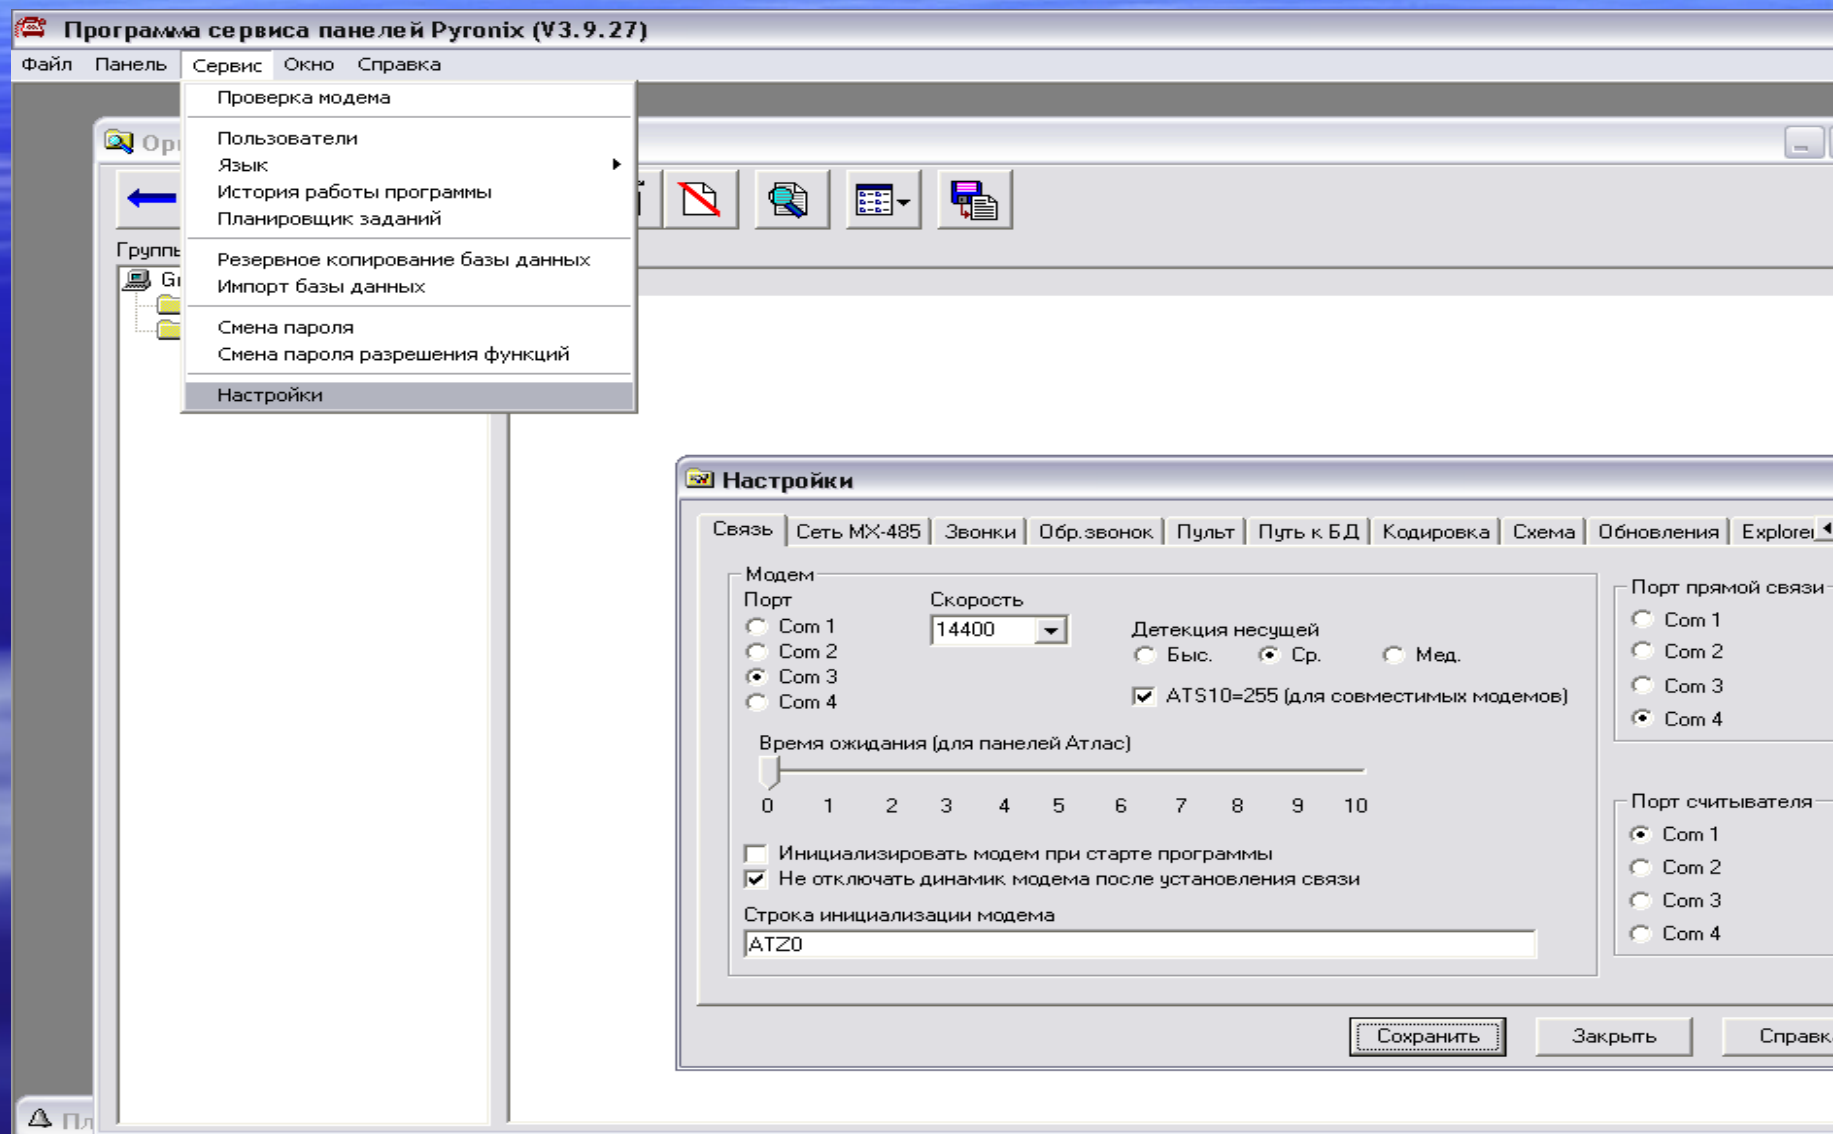 Программа сервиса панелей Pyronix (V3.9.27)
Файл Панель Сервис Окно Справка
Проверка модема
Пользователи
Язык
История работы программы
Планировщик заданий
Резервное копирование базы данных
Импорт базы данных
Смена пароля
Смена пароля разрешения функций
Настройки
Настройки
Связь Сеть MX-485 Звонки Обр.звонок Пульт Путь к БД Кодировка Схема Обновления Explorer
Модем
Порт
Com 1
Com 2
Com 3
Com 4
Скорость
14400
Детекция несущей
Быс. Ср. Мед.
ATS10=255 (для совместимых модемов)
Время ожидания (для панелей Атлас)
0 1 2 3 4 5 6 7 8 9 10
Инициализировать модем при старте программы
Не отключать динамик модема после установления связи
Строка инициализации модема
ATZ0
Порт прямой связи
Com 1
Com 2
Com 3
Com 4
Порт считывателя
Com 1
Com 2
Com 3
Com 4
Сохранить Закрыть